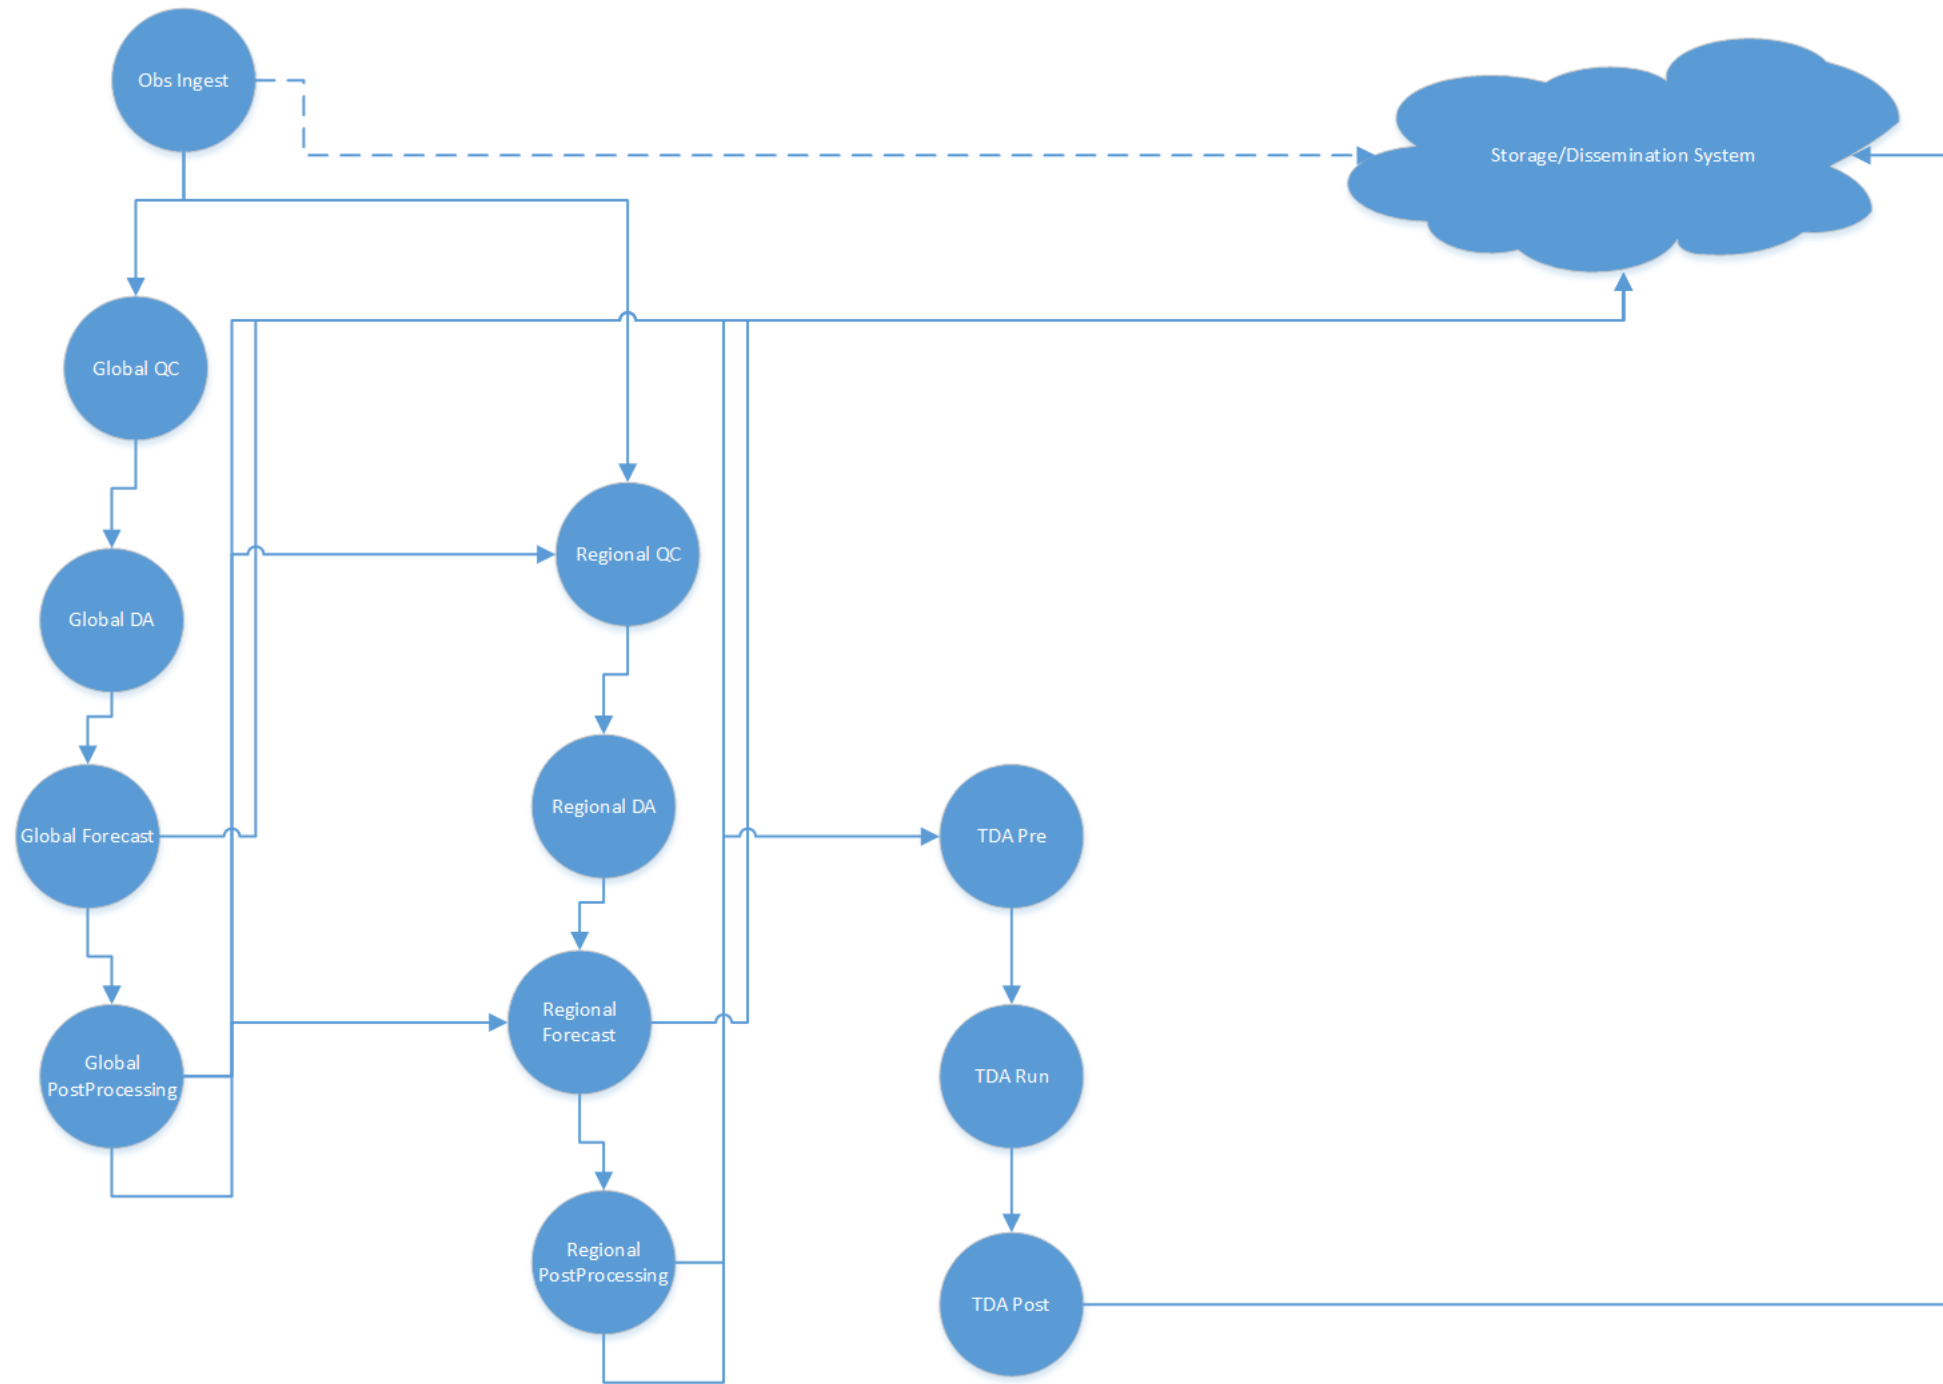 Obs Ingest
Storage/Dissemination System
Global QC
Regional QC
Global DA
Regional DA
Global Forecast
TDA Pre
Regional
Forecast
Global
PostProcessing
TDA Run
Regional
PostProcessing
TDA Post